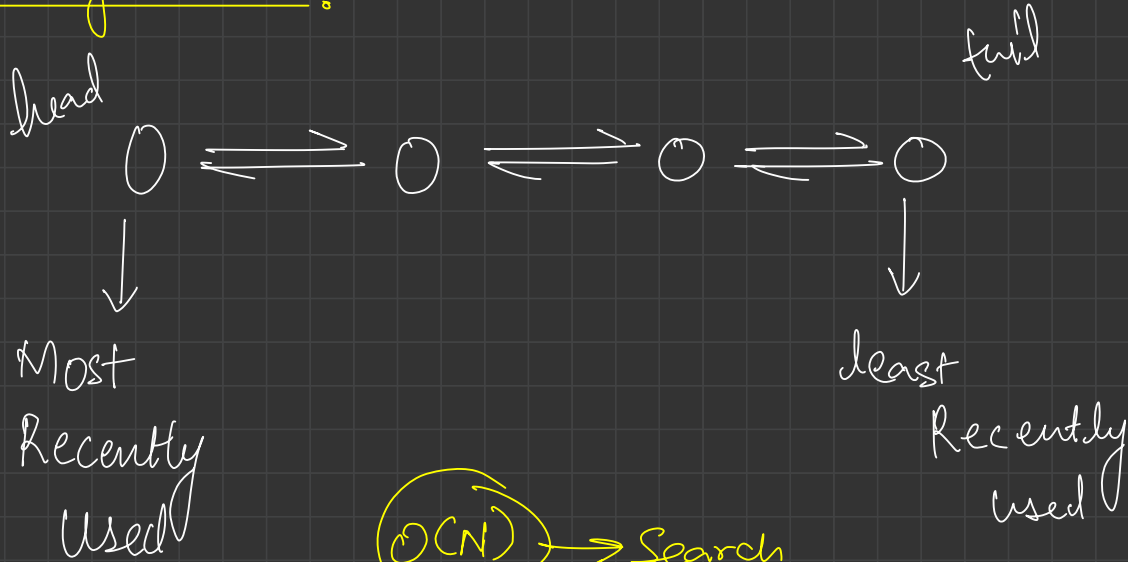 head
tail
Most
Recently
Used
least
Recently
used
O(N) → Search